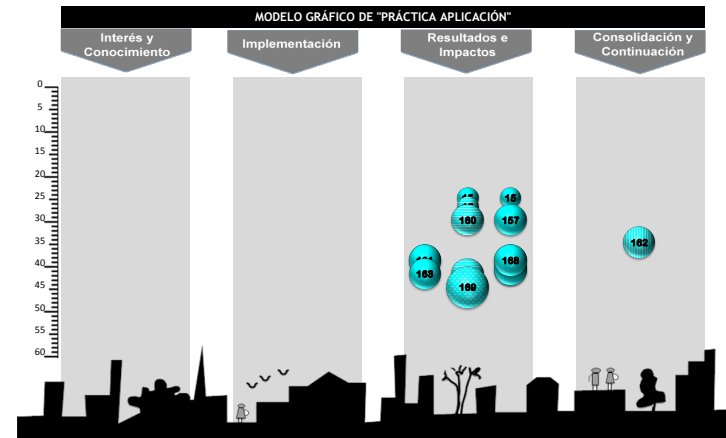 MODELO GRÁFICO DE "PRÁCTICA APLICACIÓN"
Interés y
Conocimiento
Implementación
Resultados e
Impactos
Consolidación y
Continuación
0
5
10
15
20
25
30
35
40
45
50
55
60
15
160
157
162
163
168
169